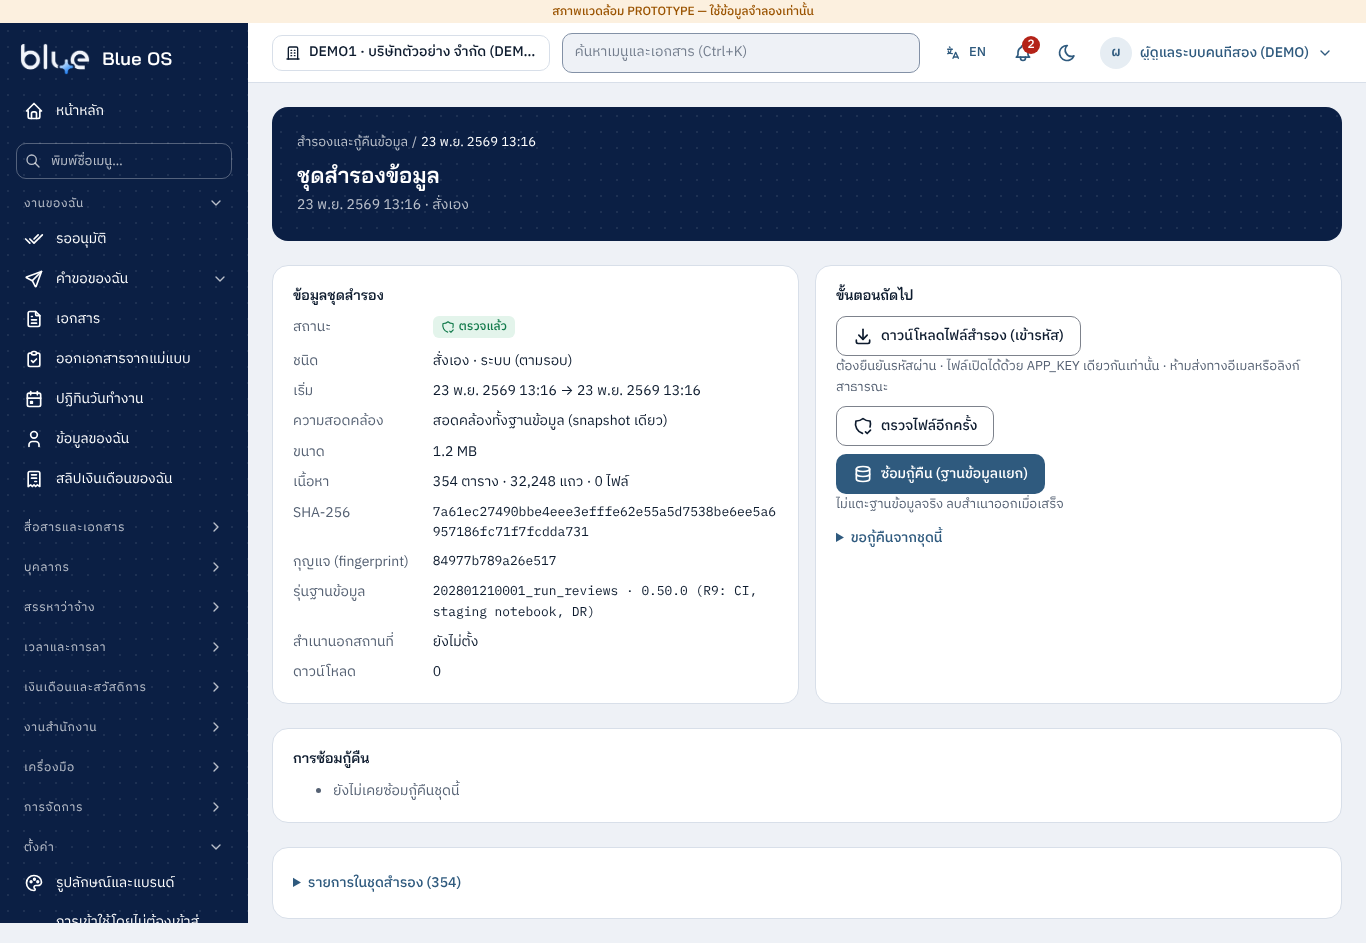 สภาพแวดล้อม PROTOTYPE — ใช้ข้อมูลจำลองเท่านั้น
blue Blue OS
DEMO1 · บริษัทตัวอย่าง จำกัด (DEM...
ค้นหาเมนูและเอกสาร (Ctrl+K)
EN
2
ผ
ผู้ดูแลระบบคนที่สอง (DEMO)
หน้าหลัก
พิมพ์ชื่อเมนู...
งานของฉัน
รออนุมัติ
คำขอของฉัน
เอกสาร
ออกเอกสารจากแม่แบบ
ปฏิทินวันทำงาน
ข้อมูลของฉัน
สลิปเงินเดือนของฉัน
สื่อสารและเอกสาร
บุคลากร
สรรหาว่าจ้าง
เวลาและการลา
เงินเดือนและสวัสดิการ
งานสำนักงาน
เครื่องมือ
การจัดการ
ตั้งค่า
รูปลักษณ์และแบรนด์
การเข้าใช้โดยไม่ต้องเข้าสู่
สำรองและกู้คืนข้อมูล / 23 พ.ย. 2569 13:16
ชุดสำรองข้อมูล
23 พ.ย. 2569 13:16 · สั่งเอง
ข้อมูลชุดสำรอง
สถานะ ตรวจแล้ว
ชนิด สั่งเอง · ระบบ (ตามรอบ)
เริ่ม 23 พ.ย. 2569 13:16 → 23 พ.ย. 2569 13:16
ความสอดคล้อง สอดคล้องทั้งฐานข้อมูล (snapshot เดียว)
ขนาด 1.2 MB
เนื้อหา 354 ตาราง · 32,248 แถว · 0 ไฟล์
SHA-256 7a61ec27490bbe4eee3efffe62e55a5d7538be6ee5a6
957186fc71f7fcdda731
กุญแจ (fingerprint) 84977b789a26e517
รุ่นฐานข้อมูล 202801210001_run_reviews · 0.50.0 (R9: CI,
staging notebook, DR)
สำเนานอกสถานที่ ยังไม่ตั้ง
ดาวน์โหลด 0
ขั้นตอนถัดไป
ดาวน์โหลดไฟล์สำรอง (เข้ารหัส)
ต้องยืนยันรหัสผ่าน · ไฟล์เปิดได้ด้วย APP_KEY เดียวกันเท่านั้น · ห้ามส่งทางอีเมลหรือลิงก์
สาธารณะ
ตรวจไฟล์อีกครั้ง
ซ้อมกู้คืน (ฐานข้อมูลแยก)
ไม่แตะฐานข้อมูลจริง ลบสำเนาออกเมื่อเสร็จ
ขอกู้คืนจากชุดนี้
การซ้อมกู้คืน
ยังไม่เคยซ้อมกู้คืนชุดนี้
รายการในชุดสำรอง (354)